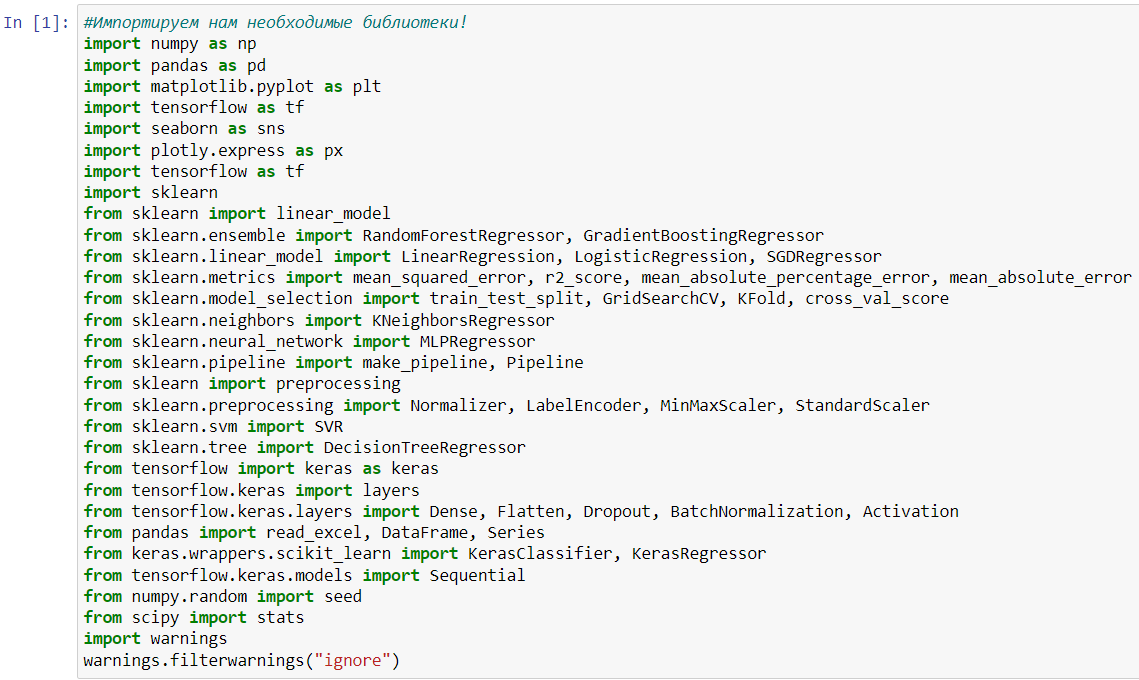 In [1]: #Импортируем нам необходимые библиотеки!
import numpy as np
import pandas as pd
import matplotlib.pyplot as plt
import tensorflow as tf
import seaborn as sns
import plotly.express as px
import tensorflow as tf
import sklearn
from sklearn import linear_model
from sklearn.ensemble import RandomForestRegressor, GradientBoostingRegressor
from sklearn.linear_model import LinearRegression, LogisticRegression, SGDRegressor
from sklearn.metrics import mean_squared_error, r2_score, mean_absolute_percentage_error, mean_absolute_error
from sklearn.model_selection import train_test_split, GridSearchCV, KFold, cross_val_score
from sklearn.neighbors import KNeighborsRegressor
from sklearn.neural_network import MLPRegressor
from sklearn.pipeline import make_pipeline, Pipeline
from sklearn import preprocessing
from sklearn.preprocessing import Normalizer, LabelEncoder, MinMaxScaler, StandardScaler
from sklearn.svm import SVR
from sklearn.tree import DecisionTreeRegressor
from tensorflow import keras as keras
from tensorflow.keras import layers
from tensorflow.keras.layers import Dense, Flatten, Dropout, BatchNormalization, Activation
from pandas import read_excel, DataFrame, Series
from keras.wrappers.scikit_learn import KerasClassifier, KerasRegressor
from tensorflow.keras.models import Sequential
from numpy.random import seed
from scipy import stats
import warnings
warnings.filterwarnings("ignore")